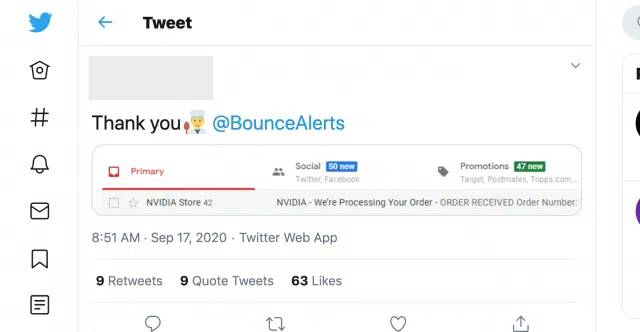 Tweet
Thank you @BounceAlerts
Primary
Social 50 new
Twitter, Facebook
Promotions 47 new
Target, Postmates, Topps.com,...
NVIDIA Store 42
NVIDIA - We're Processing Your Order - ORDER RECEIVED Order Number:
8:51 AM · Sep 17, 2020 · Twitter Web App
9 Retweets 9 Quote Tweets 63 Likes